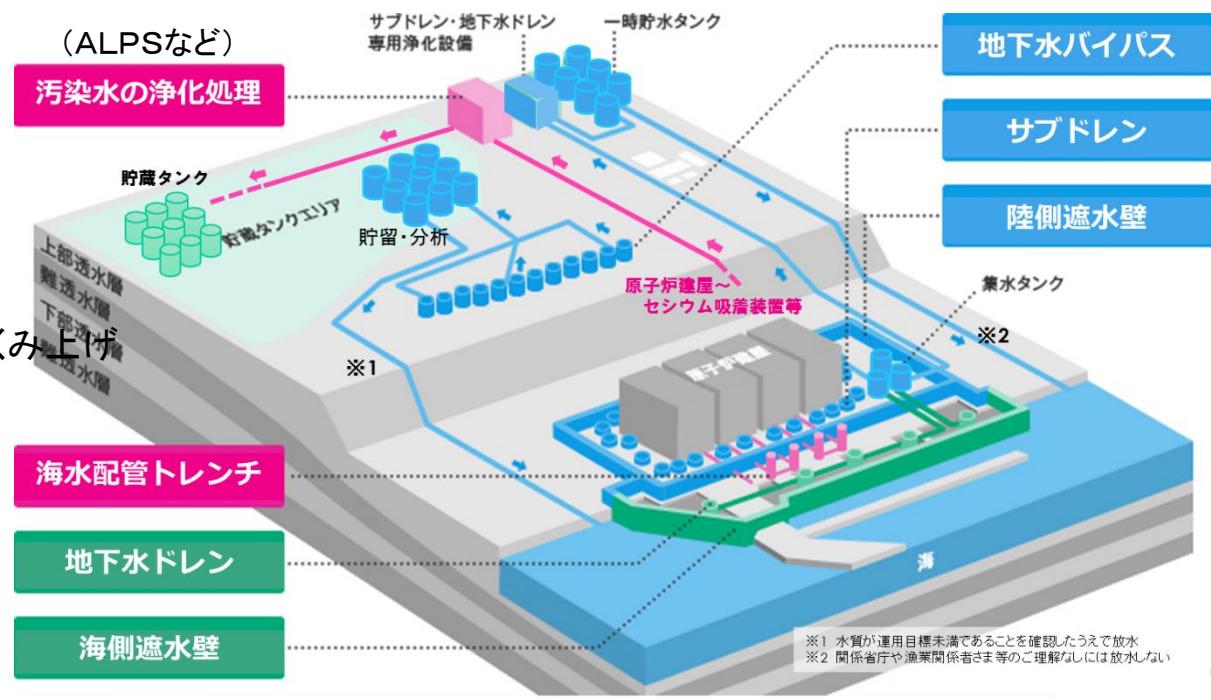 （ALPSなど）
汚染水の浄化処理
サブドレン・地下水ドレン
専用浄化設備
一時貯水タンク
地下水バイパス
サブドレン
陸側遮水壁
貯蔵タンク
貯蔵タンクエリア
貯留・分析
上部透水層
難透水層
下部透水層
難透水層
くみ上げ
原子炉建屋～
セシウム吸着装置等
集水タンク
※1
※2
原子炉建屋
海水配管トレンチ
地下水ドレン
海側遮水壁
海
※1 水質が運用目標未満であることを確認したうえで放水
※2 関係省庁や漁業関係者さま等のご理解なしには放水しない